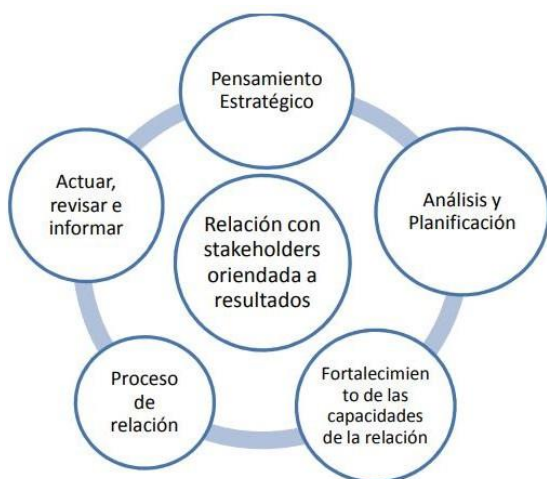 Pensamiento
Estratégico
Análisis y
Planificación
Fortalecimien
to de las
capacidades
de la relación
Proceso
de
relación
Actuar,
revisar e
informar
Relación con
stakeholders
oriendada a
resultados